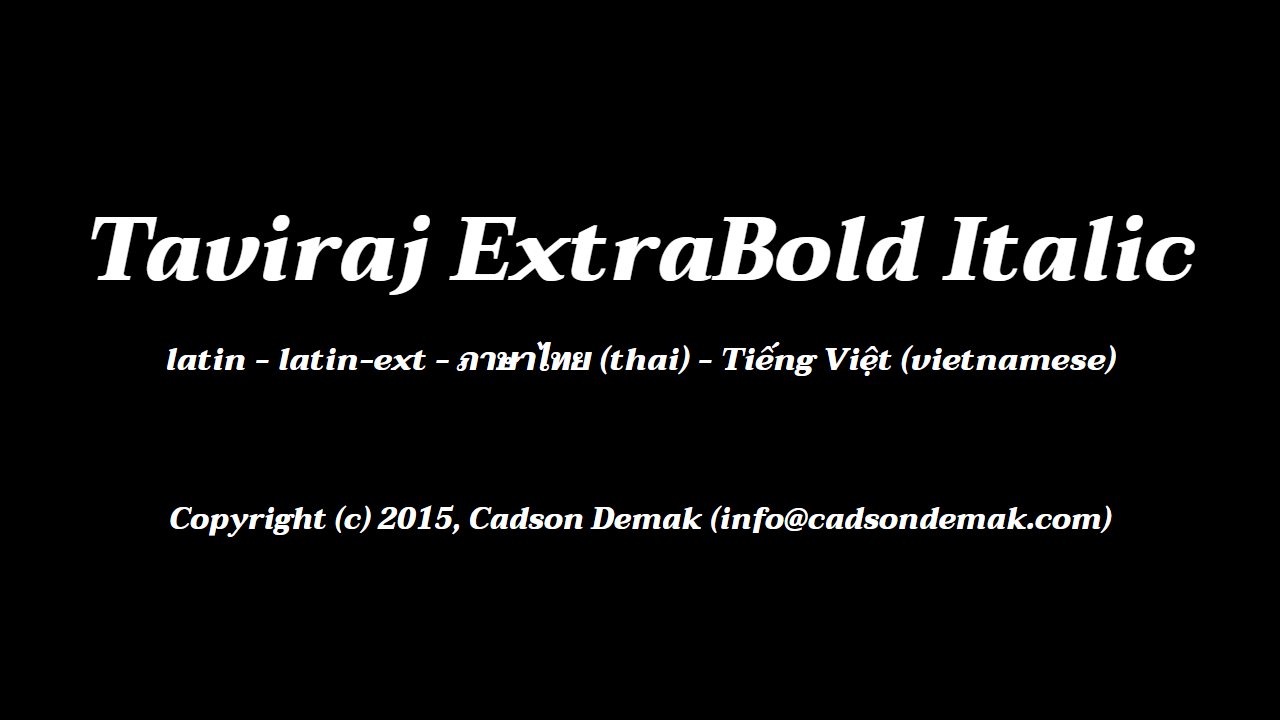 Taviraj ExtraBold Italic
latin - latin-ext - ภาษาไทย (thai) - Tiếng Việt (vietnamese)
Copyright (c) 2015, Cadson Demak (info@cadsondemak.com)